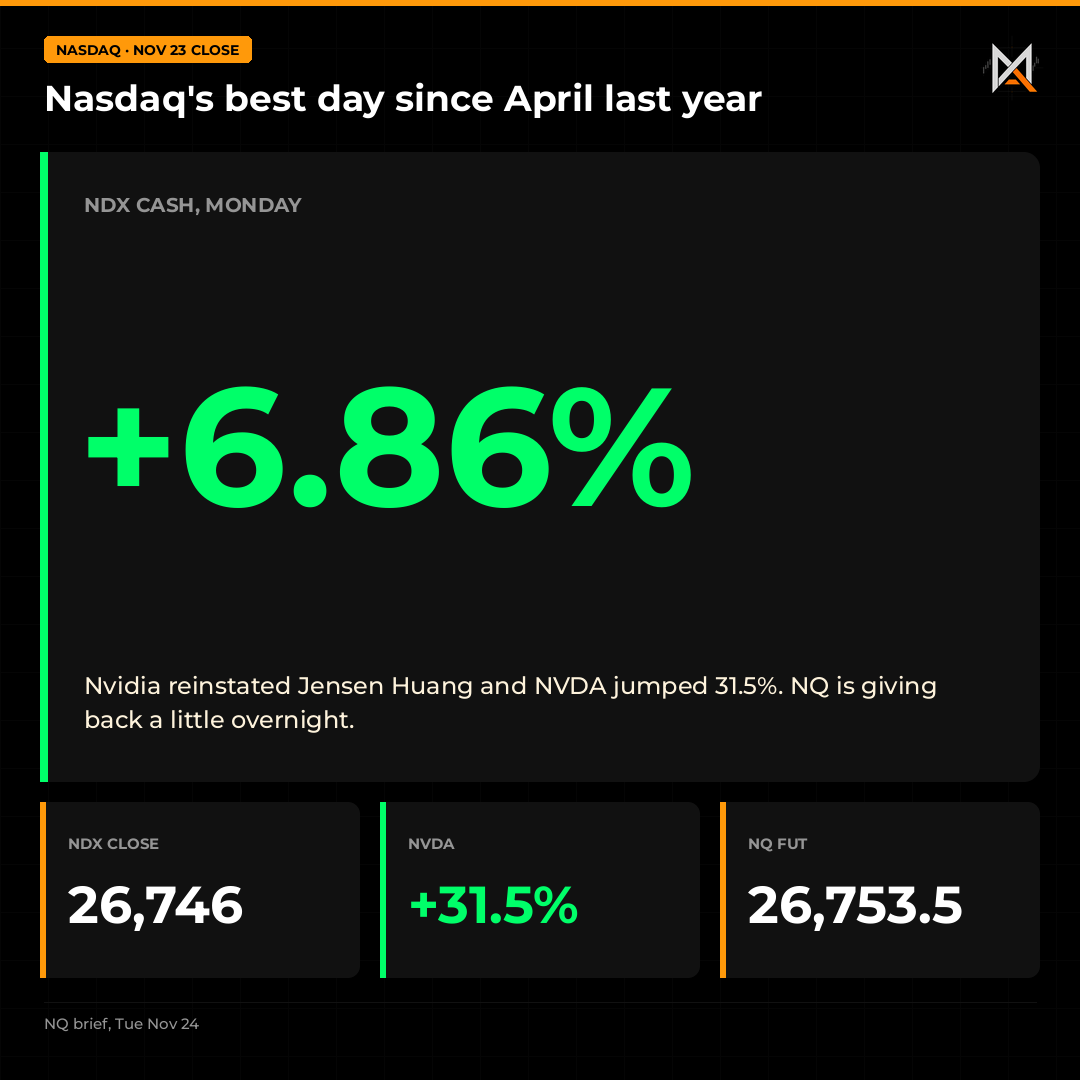 NASDAQ · NOV 23 CLOSE
Nasdaq's best day since April last year
NDX CASH, MONDAY
+6.86%
Nvidia reinstated Jensen Huang and NVDA jumped 31.5%. NQ is giving
back a little overnight.
NDX CLOSE
26,746
NVDA
+31.5%
NQ FUT
26,753.5
NQ brief, Tue Nov 24